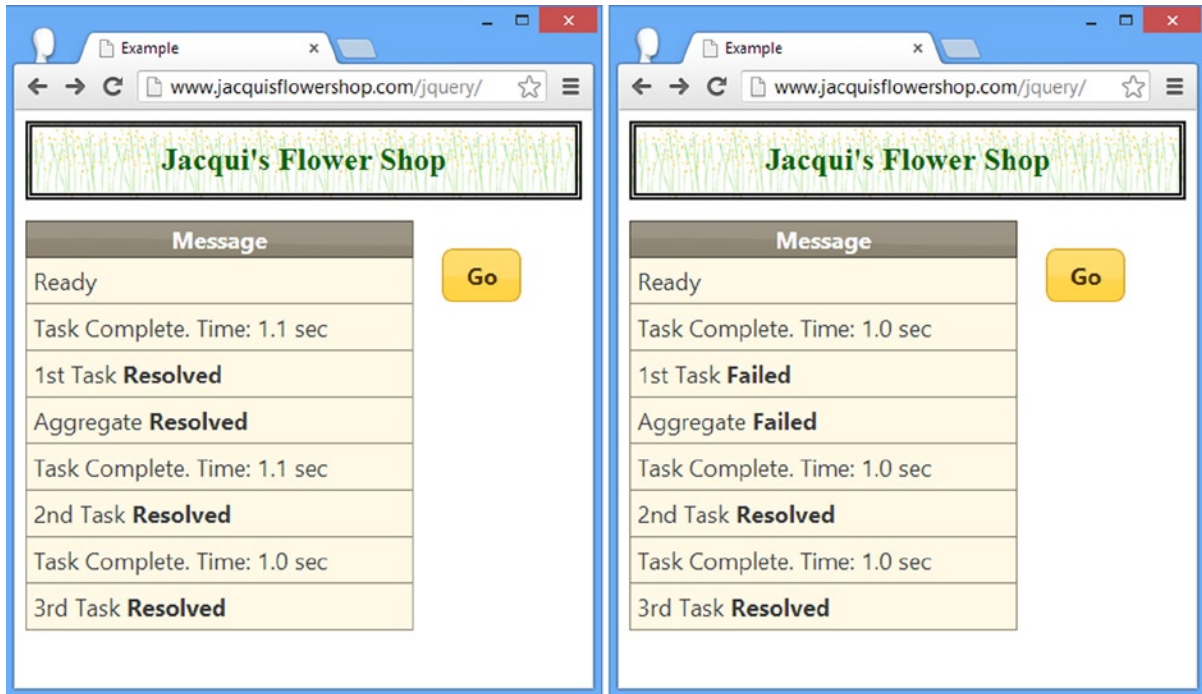 Example
www.jacquisflowershop.com/jquery/
Jacqui's Flower Shop
Message
Ready
Go
Task Complete. Time: 1.1 sec
1st Task Resolved
Aggregate Resolved
Task Complete. Time: 1.1 sec
2nd Task Resolved
Task Complete. Time: 1.0 sec
3rd Task Resolved
Example
www.jacquisflowershop.com/jquery/
Jacqui's Flower Shop
Message
Ready
Go
Task Complete. Time: 1.0 sec
1st Task Failed
Aggregate Failed
Task Complete. Time: 1.0 sec
2nd Task Resolved
Task Complete. Time: 1.0 sec
3rd Task Resolved